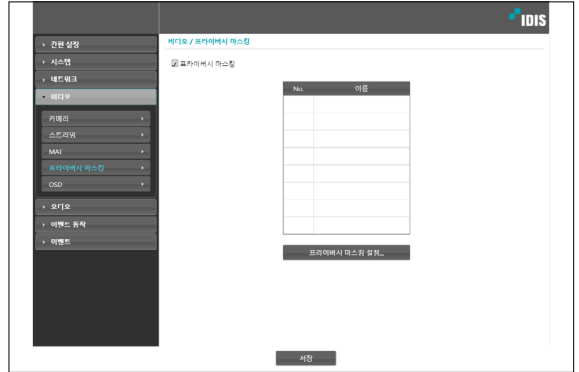 IDIS
비디오 / 프라이버시 마스킹
간편 설정
시스템
네트워크
비디오
카메라
스트리밍
MAT
프라이버시 마스킹
OSD
오디오
이벤트 동작
이벤트
프라이버시 마스킹
No. 이름
프라이버시 마스킹 설정...
저장